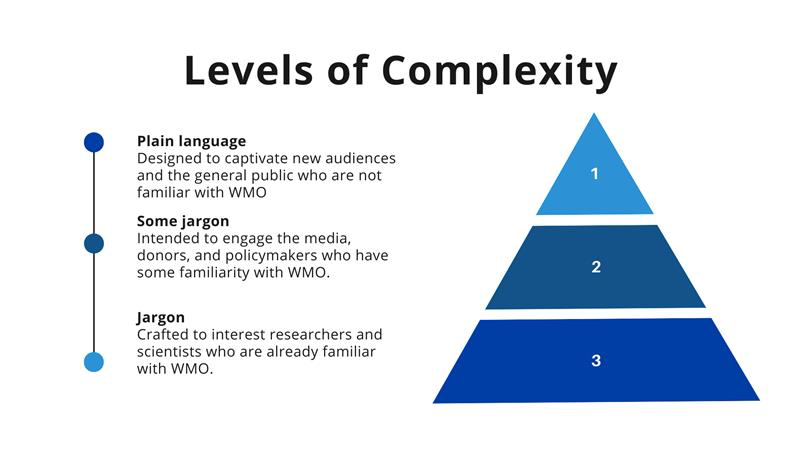 Levels of Complexity
Plain language
Designed to captivate new audiences
and the general public who are not
familiar with WMO
Some jargon
Intended to engage the media,
donors, and policymakers who have
some familiarity with WMO.
Jargon
Crafted to interest researchers and
scientists who are already familiar
with WMO.
1
2
3